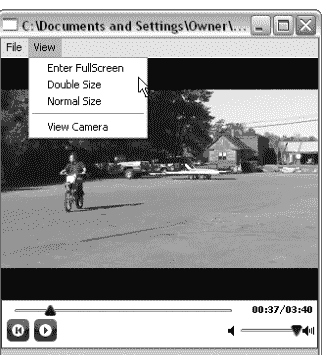 C:\Documents and Settings\Owner\...
File View
Enter FullScreen
Double Size
Normal Size
View Camera
00:37/03:40